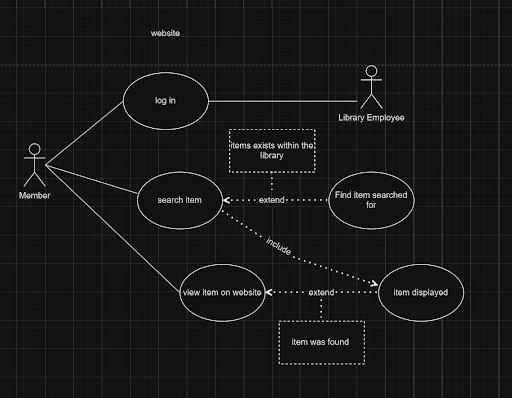 website
log in
Library Employee
items exists within the
library
Member
search item
extend
Find item searched
for
include
view item on website
extend
item displayed
item was found